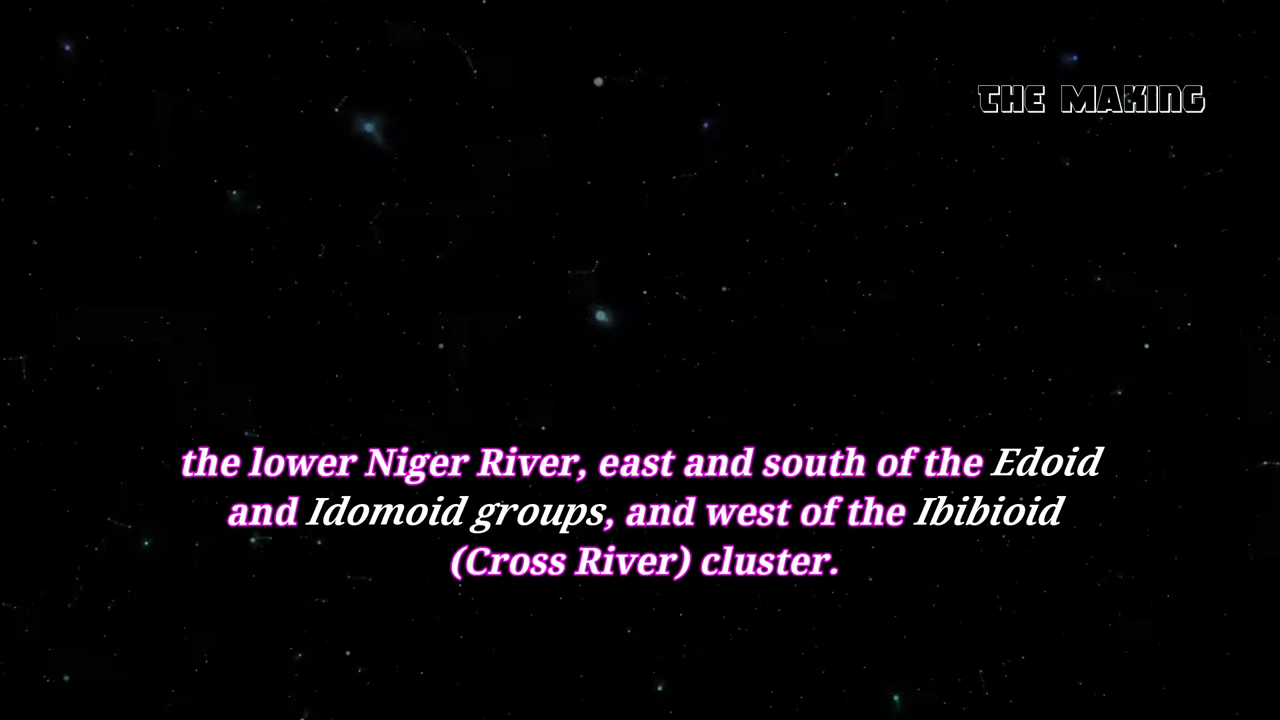 THE MAKING
the lower Niger River, east and south of the Edoid
and Idomoid groups, and west of the Ibibioid
(Cross River) cluster.